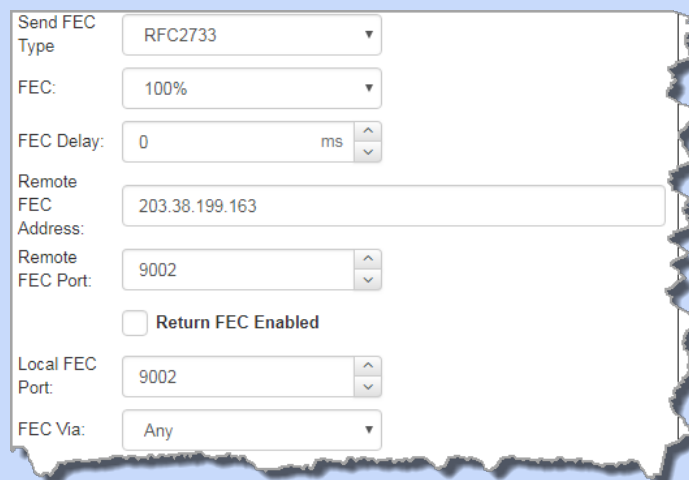 Send FEC
Type
RFC2733
FEC:
100%
FEC Delay:
0
ms
Remote
FEC
Address:
203.38.199.163
Remote
FEC Port:
9002
Return FEC Enabled
Local FEC
Port:
9002
FEC Via:
Any